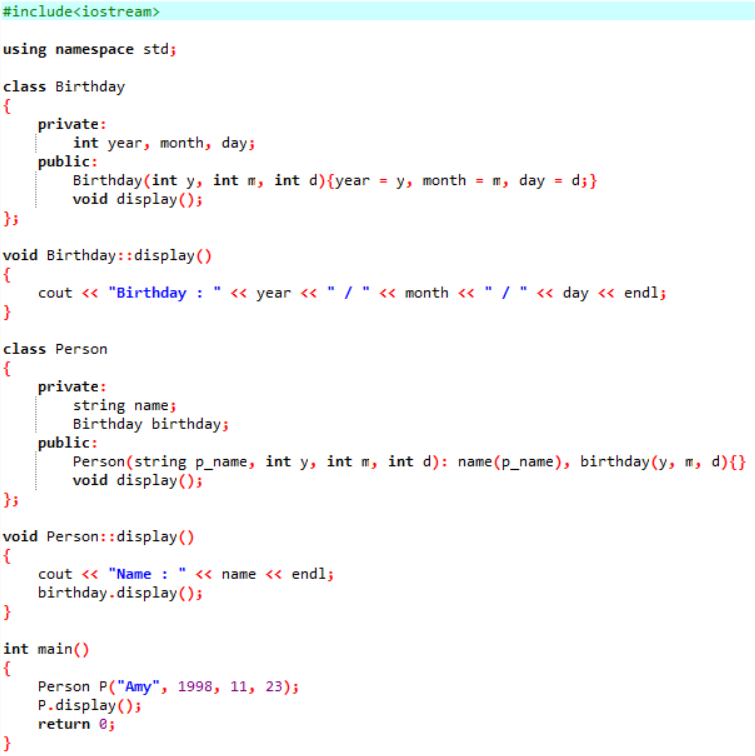 #include<iostream>
using namespace std;
class Birthday
{
private:
int year, month, day;
public:
Birthday(int y, int m, int d){year = y, month = m, day = d;}
void display();
};
void Birthday::display()
{
cout << "Birthday : " << year << " / " << month << " / " << day << endl;
}
class Person
{
private:
string name;
Birthday birthday;
public:
Person(string p_name, int y, int m, int d): name(p_name), birthday(y, m, d){}
void display();
};
void Person::display()
{
cout << "Name : " << name << endl;
birthday.display();
}
int main()
{
Person P("Amy", 1998, 11, 23);
P.display();
return 0;
}